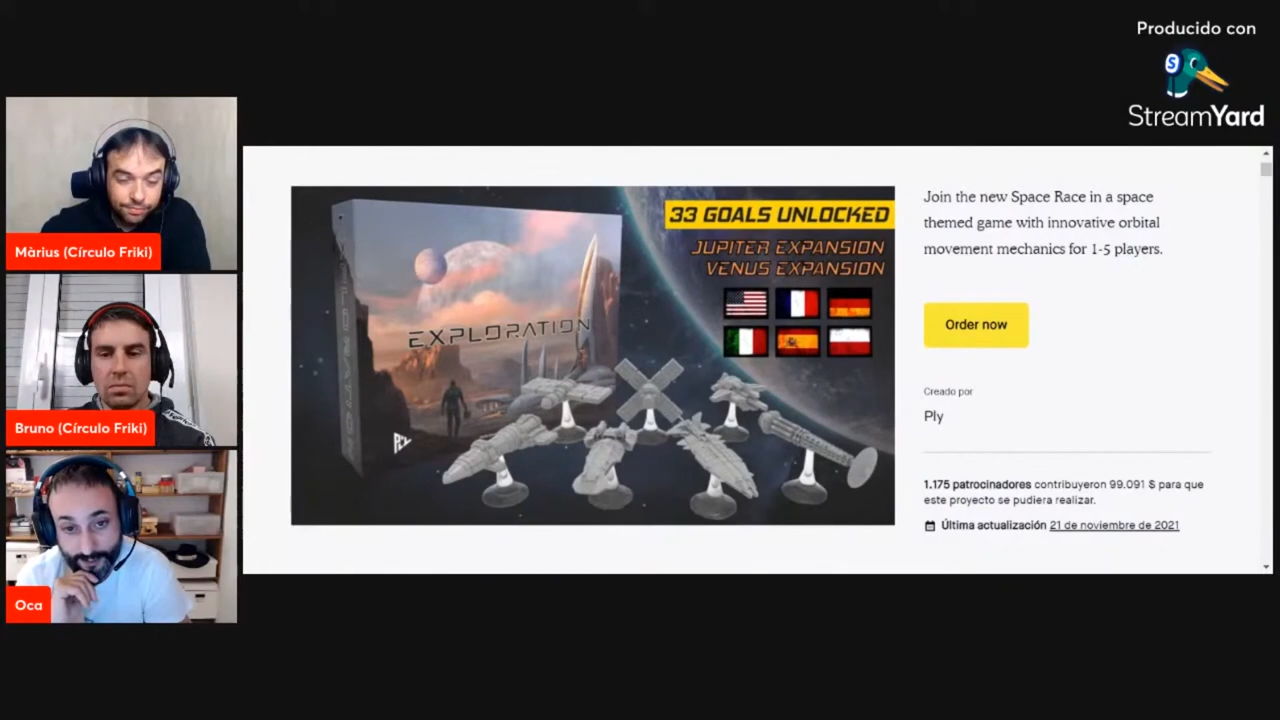 Producido con
StreamYard
Màrius (Círculo Friki)
Bruno (Círculo Friki)
Oca
33 GOALS UNLOCKED
JUPITER EXPANSION
VENUS EXPANSION
EXPLORATION
EXPLORATION
Ply
Join the new Space Race in a space
themed game with innovative orbital
movement mechanics for 1-5 players.
Order now
Creado por
Ply
1.175 patrocinadores contribuyeron 99.091 $ para que
este proyecto se pudiera realizar.
Última actualización 21 de noviembre de 2021